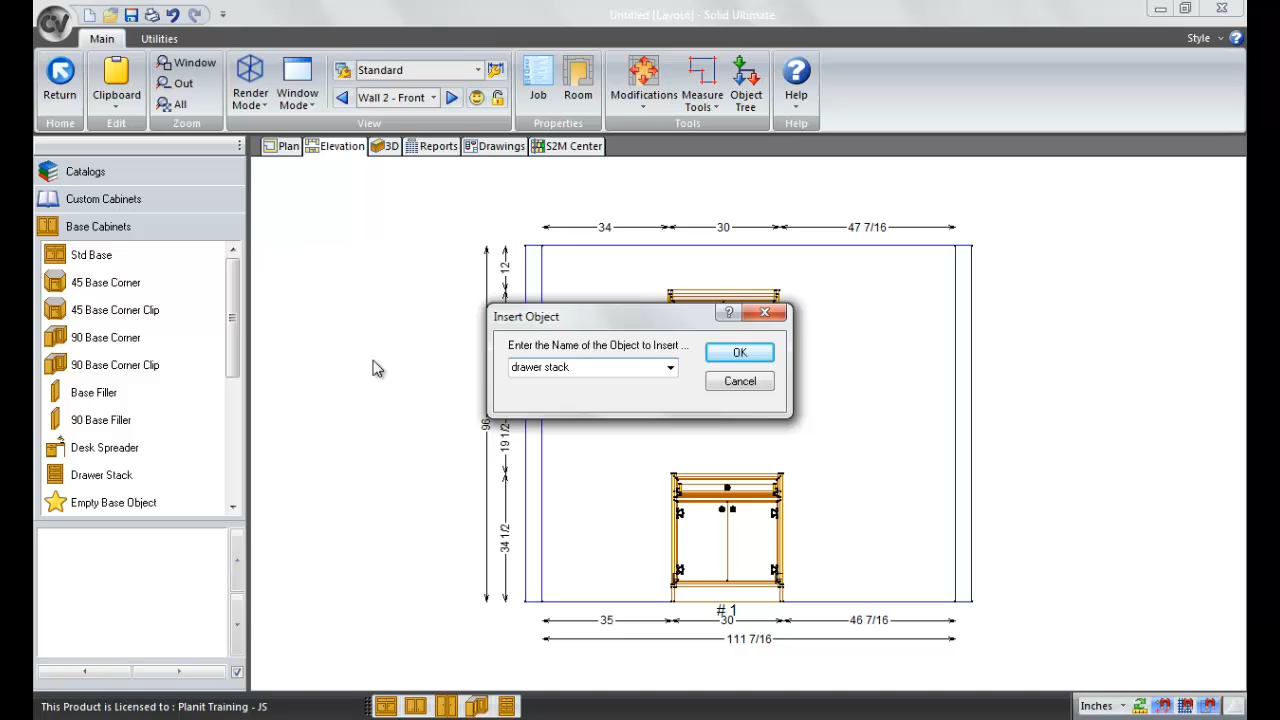 CV
Untitled [Layout] - Solid Ultimate
Main
Utilities
Style
Return
Clipboard
Window
Out
All
Render
Mode
Window
Mode
Standard
Wall 2 - Front
Job
Room
Modifications
Measure
Tools
Object
Tree
Help
Home
Edit
Zoom
View
Properties
Tools
Help
Plan
Elevation
3D
Reports
Drawings
S2M Center
Catalogs
Custom Cabinets
Base Cabinets
Std Base
45 Base Corner
45 Base Corner Clip
90 Base Corner
90 Base Corner Clip
Base Filler
90 Base Filler
Desk Spreader
Drawer Stack
Empty Base Object
34
30
47 7/16
12
96
19 1/2
34 1/2
Insert Object
Enter the Name of the Object to Insert ...
drawer stack
OK
Cancel
# 1
35
30
46 7/16
111 7/16
This Product is Licensed to : Planit Training - JS
Inches